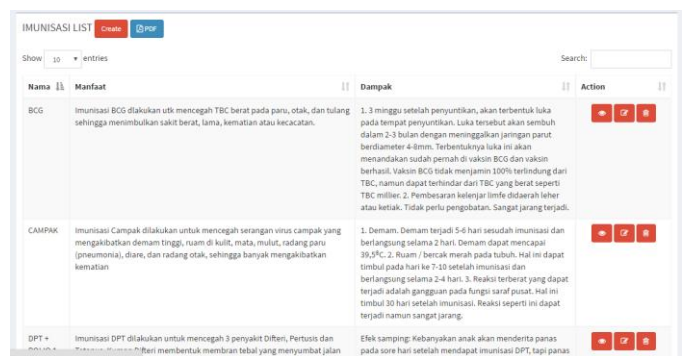 IMUNISASI LIST Create PDF
Show 10 entries Search:
Nama Manfaat Dampak Action
BCG
Imunisasi BCG dlakukan utk mencegah TBC berat pada paru, otak, dan tulang
sehingga menimbulkan sakit berat, lama, kematian atau kecacatan.
1. 3 minggu setelah penyuntikan, akan terbentuk luka
pada tempat penyuntikan. Luka tersebut akan sembuh
dalam 2-3 bulan dengan meninggalkan jaringan parut
berdiameter 4-8mm. Terbentuknya luka ini akan
menandakan sudah pernah di vaksin BCG dan vaksin
berhasil. Vaksin BCG tidak menjamin 100% terlindung dari
TBC, namun dapat terhindar dari TBC yang berat seperti
TBC millier. 2. Pembesaran kelenjar limfe didaerah leher
atau ketiak. Tidak perlu pengobatan. Sangat jarang terjadi.
CAMPAK
Imunisasi Campak dilakukan untuk mencegah serangan virus campak yang
mengakibatkan demam tinggi, ruam di kulit, mata, mulut, radang paru
(pneumonia), diare, dan radang otak, sehingga banyak mengakibatkan
kematian
1. Demam. Demam terjadi 5-6 hari sesudah imunisasi dan
berlangsung selama 2 hari. Demam dapat mencapai
39,5⁰C. 2. Ruam / bercak merah pada tubuh. Hal ini dapat
timbul pada hari ke 7-10 setelah imunisasi dan
berlangsung selama 2-4 hari. 3. Reaksi terberat yang dapat
terjadi adalah gangguan pada fungsi saraf pusat. Hal ini
timbul 30 hari setelah imunisasi. Reaksi seperti ini dapat
terjadi namun sangat jarang.
DPT +
Imunisasi DPT dilakukan untuk mencegah 3 penyakit Difteri, Pertusis dan
Difteri membentuk membran tebal yang menyumbat jalan
Efek samping: Kebanyakan anak akan menderita panas
pada sore hari setelah mendapat imunisasi DPT, tapi panas